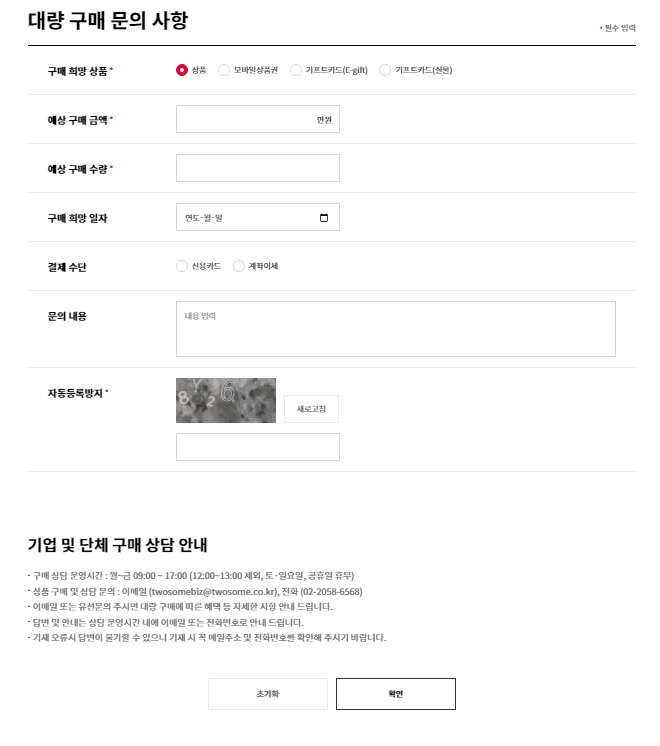 대량 구매 문의 사항
• 필수 입력
구매 희망 상품 •
상품 모바일상품권 기프트카드(E-gift) 기프트카드(실물)
예상 구매 금액 •
만원
예상 구매 수량 •
구매 희망 일자
연도-월-일
결제 수단
신용카드 계좌이체
문의 내용
내용 입력
자동등록방지 •
8 Y 2 6
새로고침
기업 및 단체 구매 상담 안내
· 구매 상담 운영시간 : 월~금 09:00 ~ 17:00 (12:00~13:00 제외, 토·일요일, 공휴일 휴무)
· 상품 구매 및 상담 문의 : 이메일 (twosomebiz@twosome.co.kr), 전화 (02-2058-6568)
· 이메일 또는 유선문의 주시면 대량 구매에 따른 혜택 등 자세한 사항 안내 드립니다.
· 답변 및 안내는 상담 운영시간 내에 이메일 또는 전화번호로 안내 드립니다.
· 기재 오류시 답변이 불가할 수 있으니 기재 시 꼭 메일주소 및 전화번호를 확인해 주시기 바랍니다.
초기화 확인